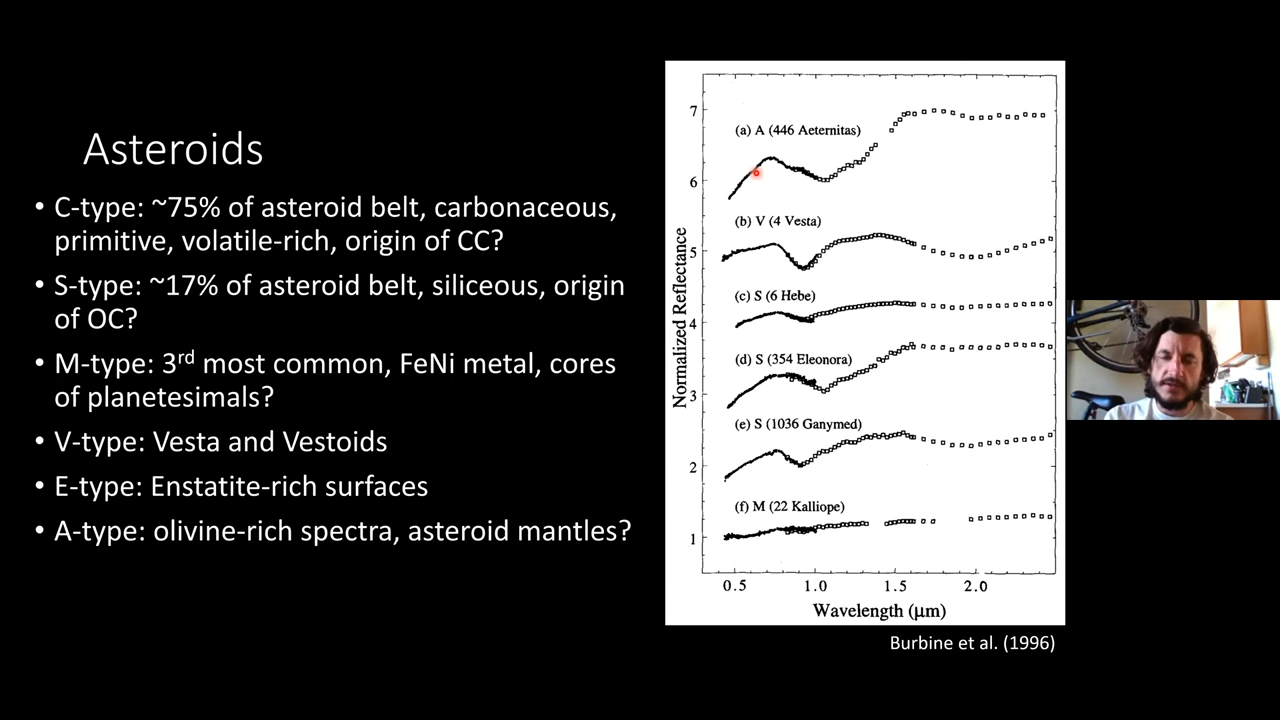 Asteroids
• C-type: ~75% of asteroid belt, carbonaceous,
primitive, volatile-rich, origin of CC?
• S-type: ~17% of asteroid belt, siliceous, origin
of OC?
• M-type: 3rd most common, FeNi metal, cores
of planetesimals?
• V-type: Vesta and Vestoids
• E-type: Enstatite-rich surfaces
• A-type: olivine-rich spectra, asteroid mantles?
Normalized Reflectance
7
(a) A (446 Aeternitas)
6
(b) V (4 Vesta)
5
(c) S (6 Hebe)
4
(d) S (354 Eleonora)
3
(e) S (1036 Ganymed)
2
(f) M (22 Kalliope)
1
0.5 1.0 1.5 2.0
Wavelength (μm)
Burbine et al. (1996)